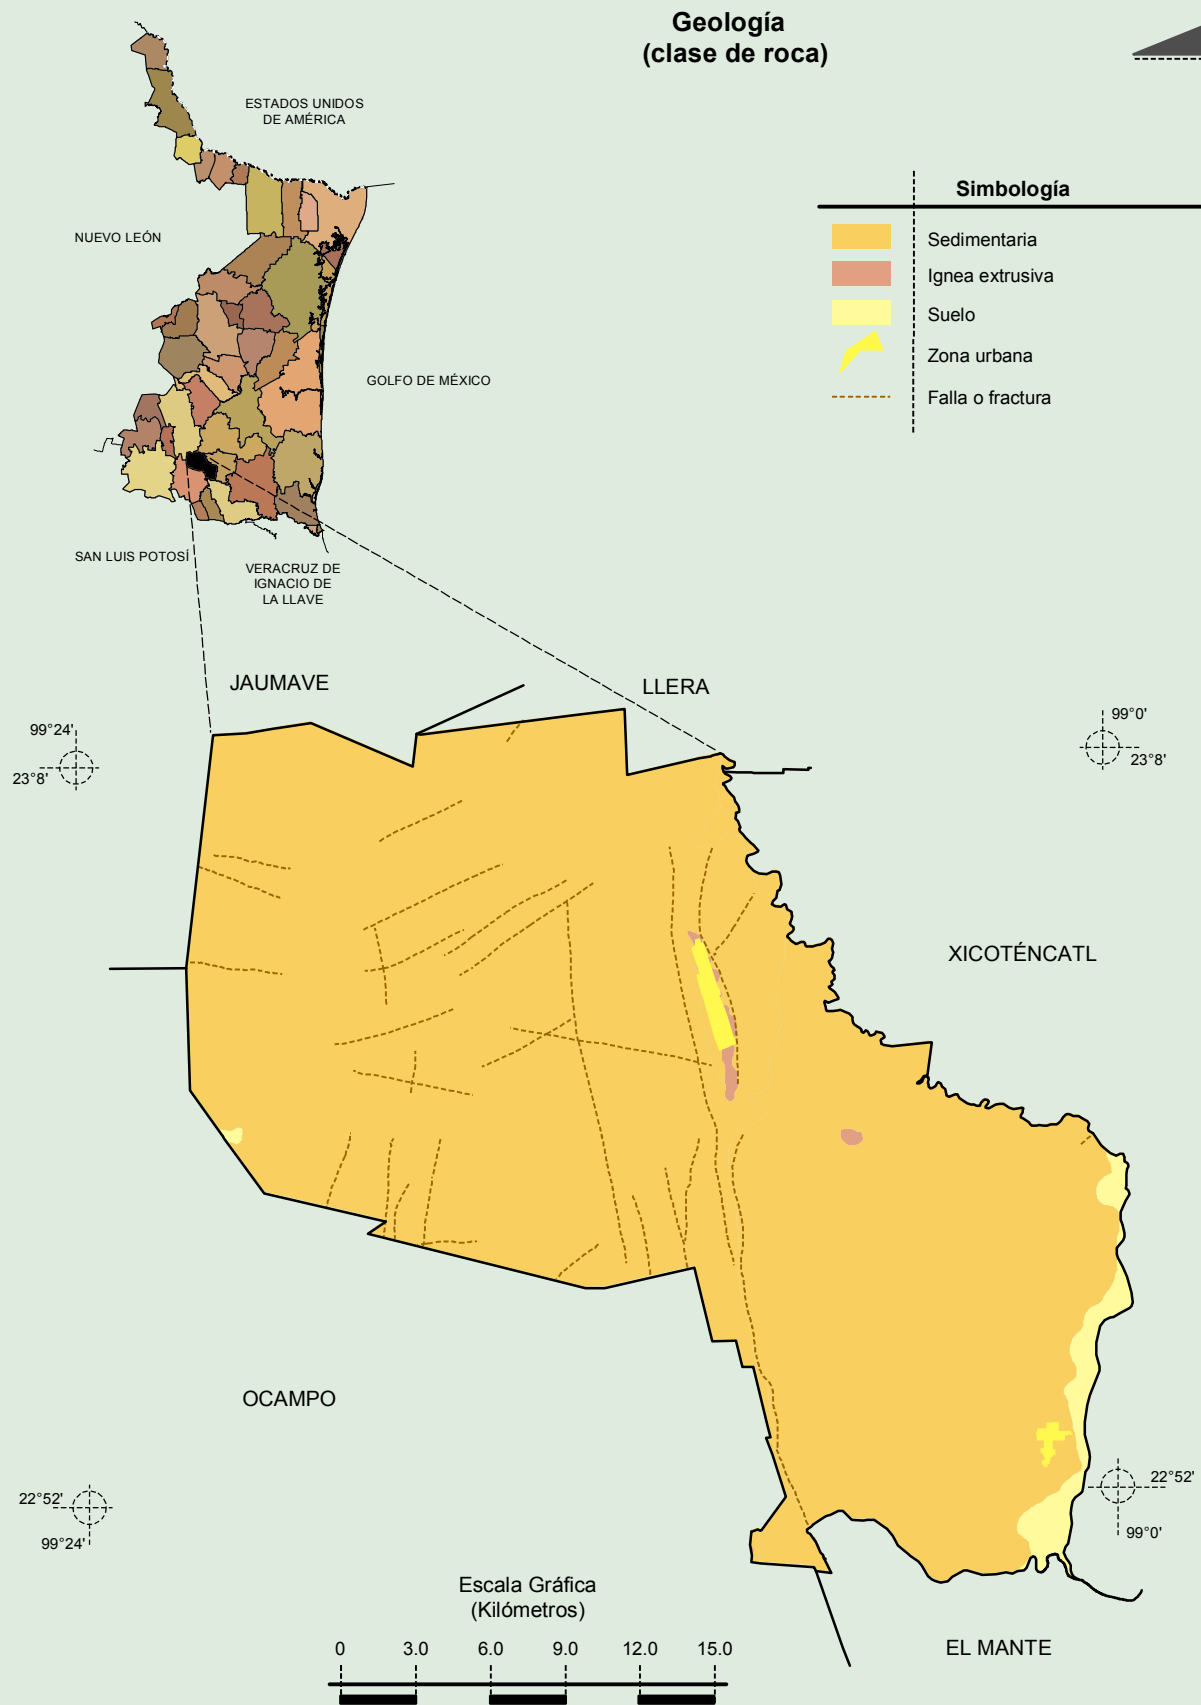 Geología
(clase de roca)
ESTADOS UNIDOS
DE AMÉRICA
NUEVO LEÓN
GOLFO DE MÉXICO
SAN LUIS POTOSÍ
VERACRUZ DE
IGNACIO DE
LA LLAVE
Simbología
Sedimentaria
Ignea extrusiva
Suelo
Zona urbana
Falla o fractura
JAUMAVE
LLERA
99°24'
23°8'
99°0'
23°8'
XICOTÉNCATL
OCAMPO
22°52'
99°24'
22°52'
99°0'
EL MANTE
Escala Gráfica
(Kilómetros)
0 3.0 6.0 9.0 12.0 15.0